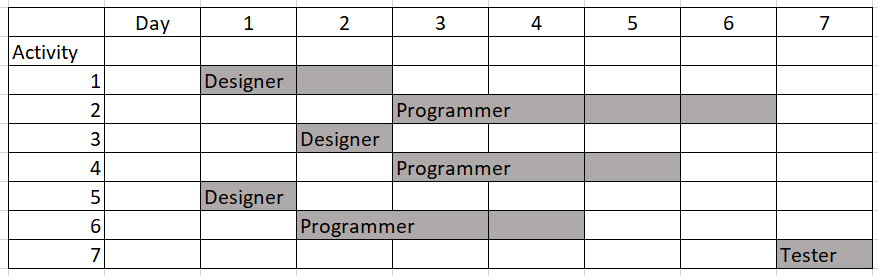 Day 1 2 3 4 5 6 7
Activity
1 Designer
2 Programmer
3 Designer
4 Programmer
5 Designer
6 Programmer
7 Tester